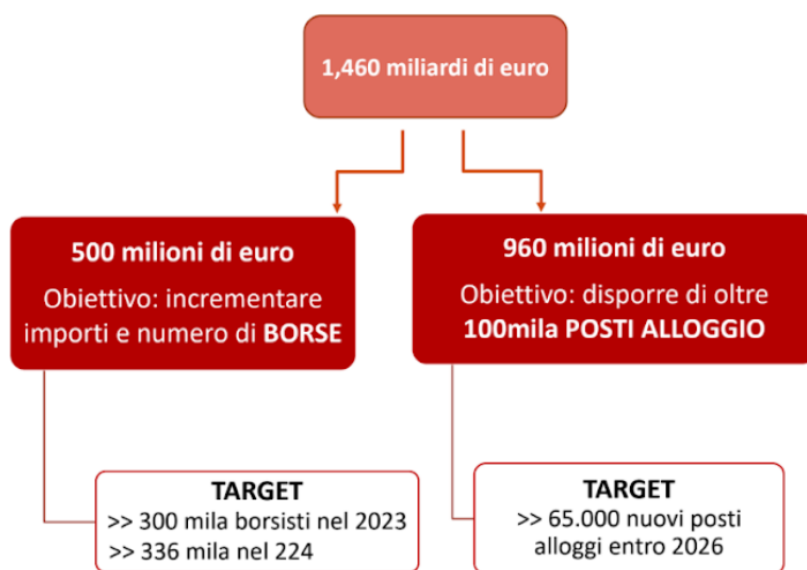 1,460 miliardi di euro
500 milioni di euro
Obiettivo: incrementare
importi e numero di BORSE
960 milioni di euro
Obiettivo: disporre di oltre
100mila POSTI ALLOGGIO
TARGET
>> 300 mila borsisti nel 2023
>> 336 mila nel 224
TARGET
>> 65.000 nuovi posti
alloggi entro 2026